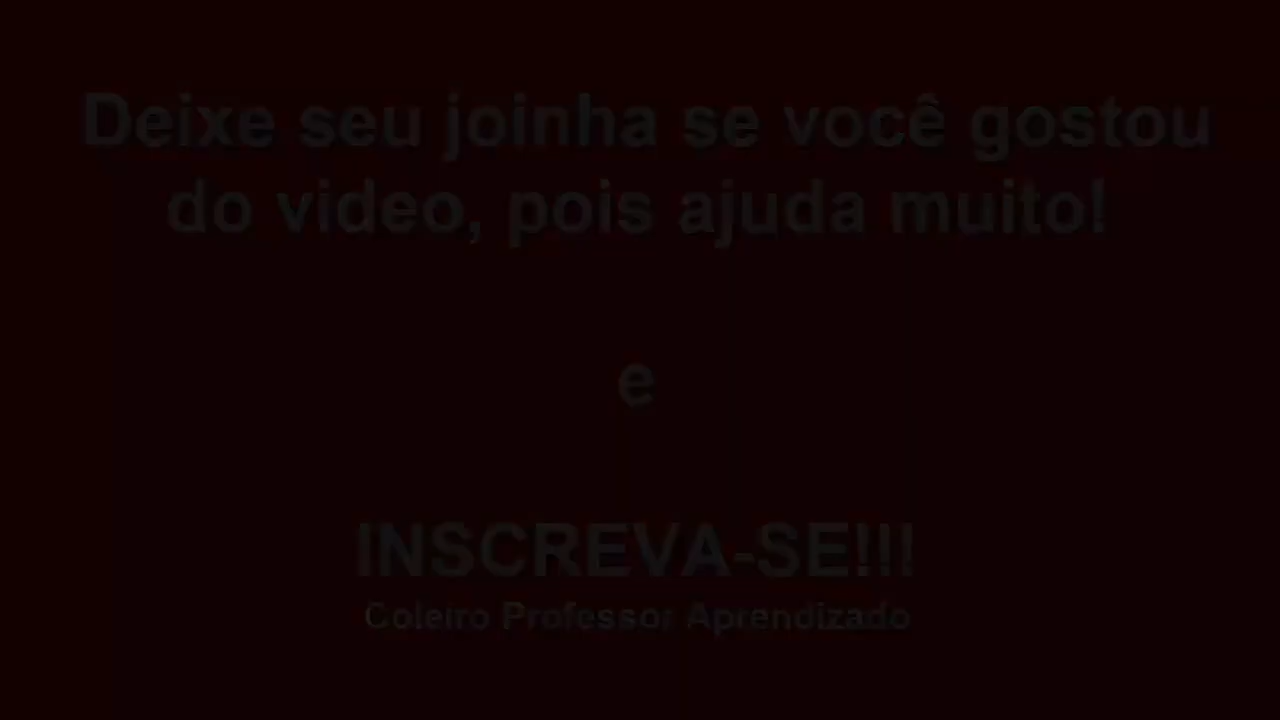 Deixe seu joinha se você gostou
do video, pois ajuda muito!
e
INSCREVA-SE!!!
Coleiro Professor Aprendizado